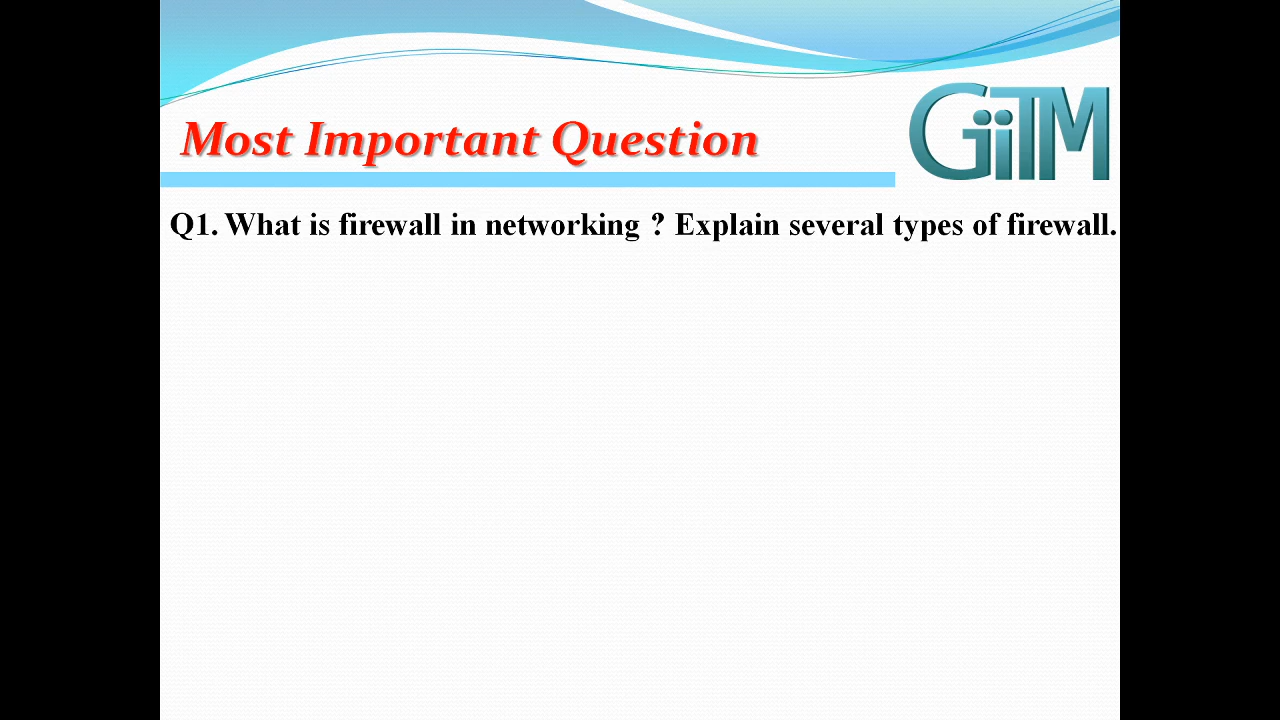 GiiTM
Most Important Question
Q1. What is firewall in networking ? Explain several types of firewall.